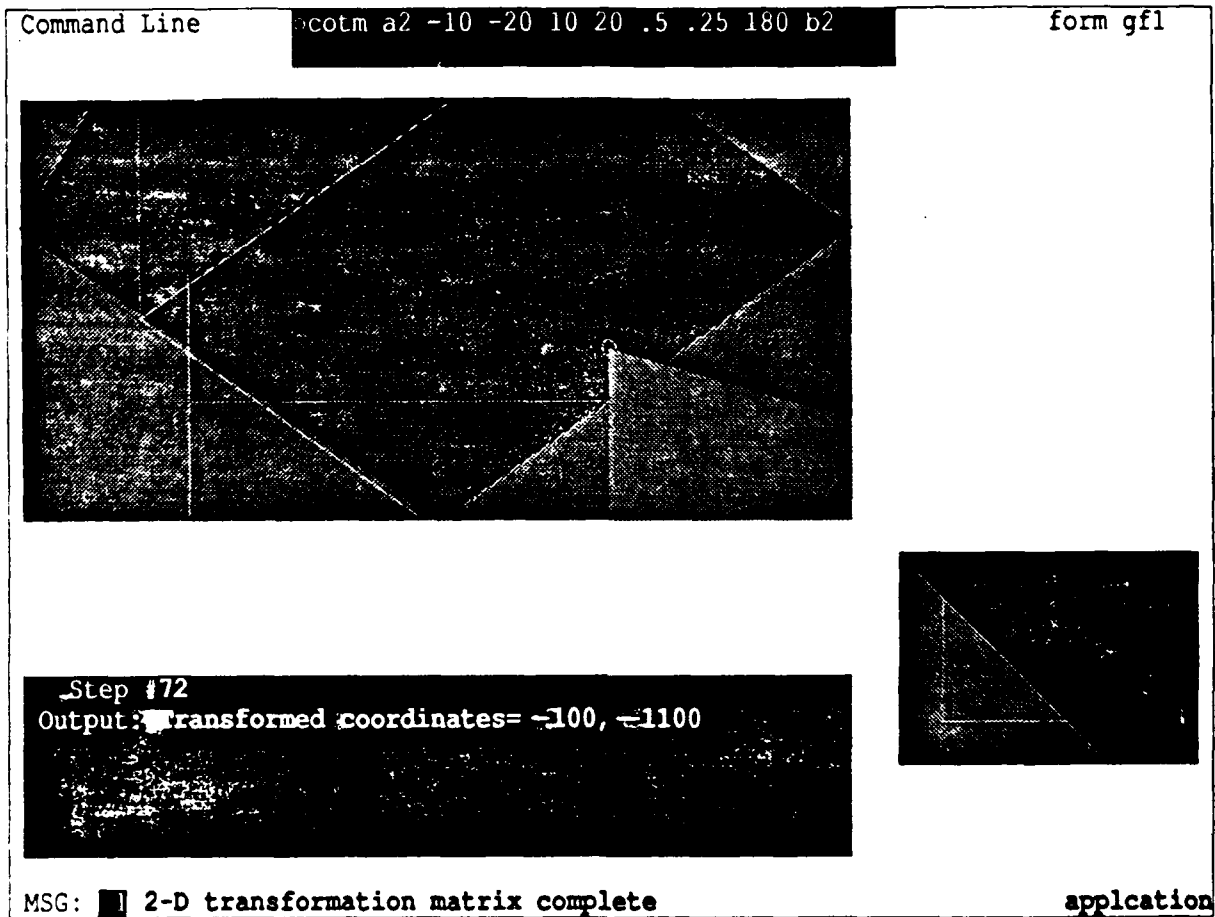 Command Line
cotm a2 -10 -20 10 20 .5 .25 180 b2
form gfl
Step #72
Output: Transformed coordinates= -100, -1100
MSG: 2-D transformation matrix complete
applcation